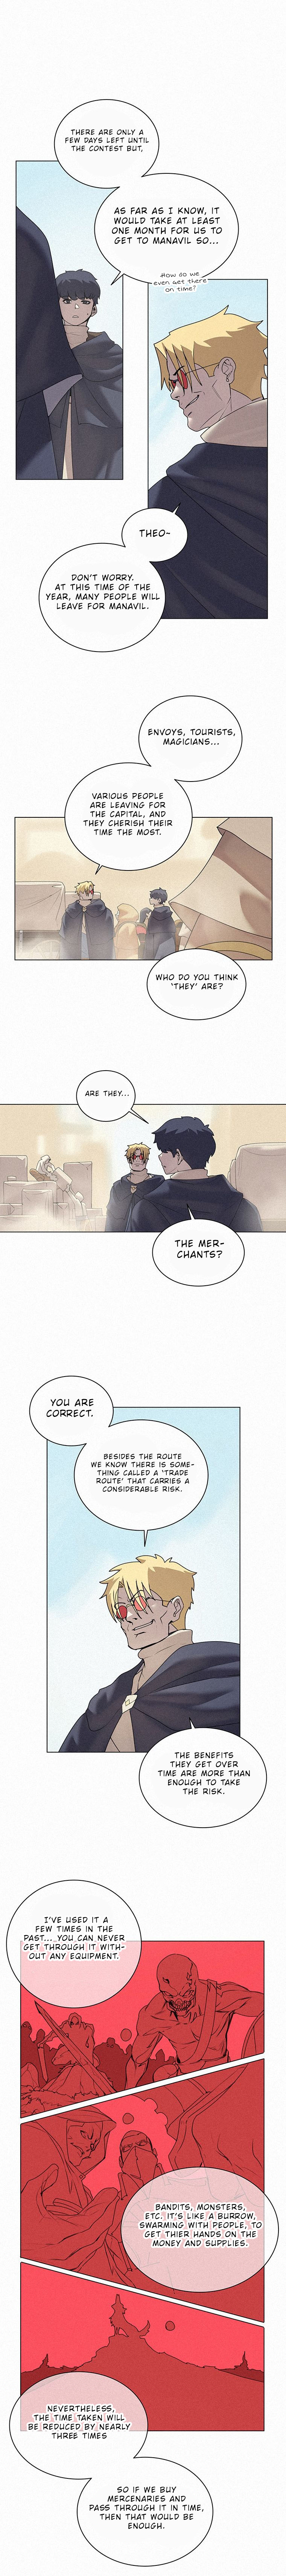 THERE ARE ONLY A
FEW DAYS LEFT UNTIL
THE CONTEST BUT,
AS FAR AS I KNOW, IT
WOULD TAKE AT LEAST
ONE MONTH FOR US TO
GET TO MANAVIL SO...
How do we
even get there
on time?
THEO-
DON'T WORRY.
AT THIS TIME OF THE
YEAR, MANY PEOPLE WILL
LEAVE FOR MANAVIL.
ENVOYS, TOURISTS,
MAGICIANS...
VARIOUS PEOPLE
ARE LEAVING FOR
THE CAPITAL, AND
THEY CHERISH THEIR
TIME THE MOST.
WHO DO YOU THINK
'THEY' ARE?
ARE THEY...
THE MER-
CHANTS?
YOU ARE
CORRECT.
BESIDES THE ROUTE
WE KNOW THERE IS SOME-
THING CALLED A 'TRADE
ROUTE' THAT CARRIES A
CONSIDERABLE RISK.
THE BENEFITS
THEY GET OVER
TIME ARE MORE THAN
ENOUGH TO TAKE
THE RISK.
I'VE USED IT A
FEW TIMES IN THE
PAST... YOU CAN NEVER
GET THROUGH IT WITH-
OUT ANY EQUIPMENT.
BANDITS, MONSTERS,
ETC. IT'S LIKE A BURROW,
SWARMING WITH PEOPLE, TO
GET THIER HANDS ON THE
MONEY AND SUPPLIES.
NEVERTHELESS,
THE TIME TAKEN WILL
BE REDUCED BY NEARLY
THREE TIMES
SO IF WE BUY
MERCENARIES AND
PASS THROUGH IT IN TIME,
THEN THAT WOULD BE
ENOUGH.